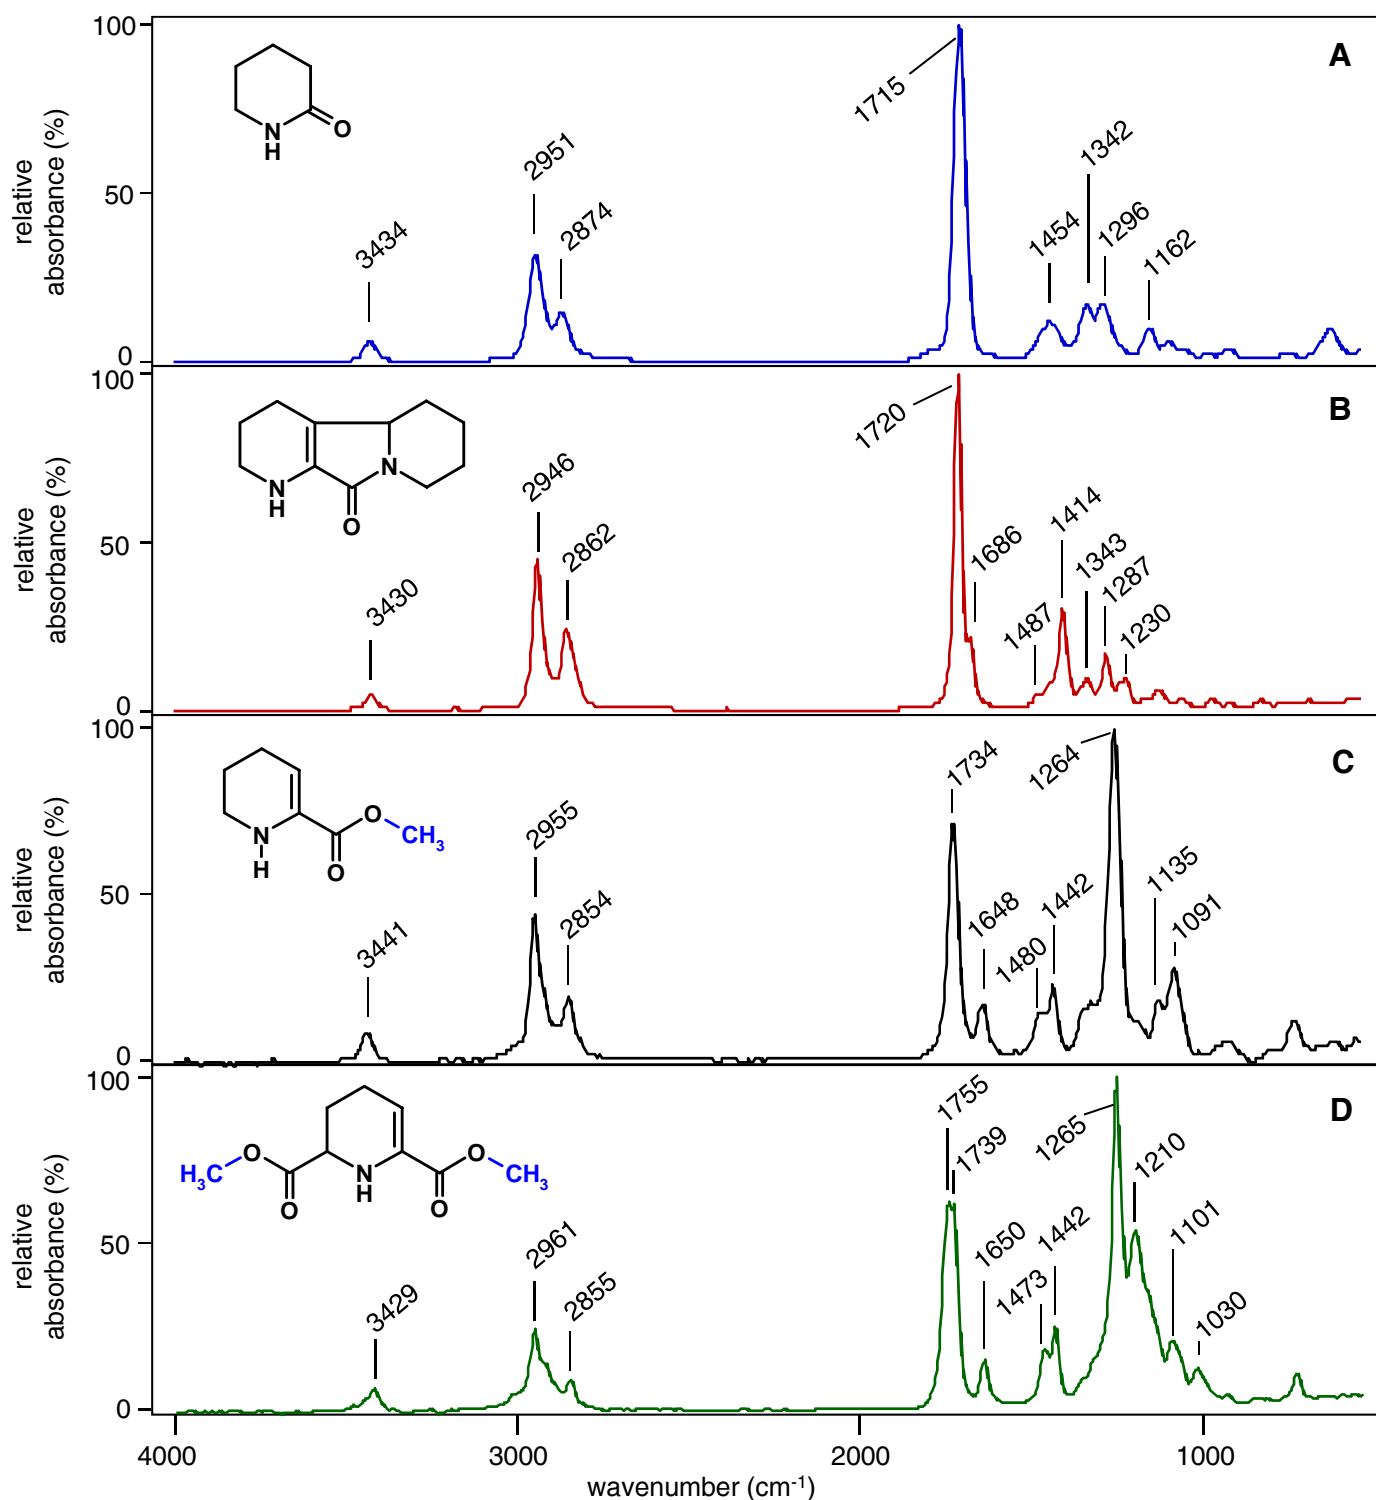 100
A
1715
1342
2951
N
H
O
relative
absorbance (%)
50
2874
1454
1296
3434
1162
0
100
B
1720
N
H
N
O
relative
absorbance (%)
50
2946
2862
1686
1414
1343
1287
3430
1487
1230
0
100
C
1734
1264
N
H
O
O
CH3
relative
absorbance (%)
50
2955
2854
1648
1442
1135
1091
3441
1480
0
100
D
1755
1739
1265
1210
H3C
O
O
N
H
O
O
CH3
relative
absorbance (%)
50
2961
2855
1650
1442
1101
3429
1473
1030
0
4000
3000
2000
1000
wavenumber (cm-1)